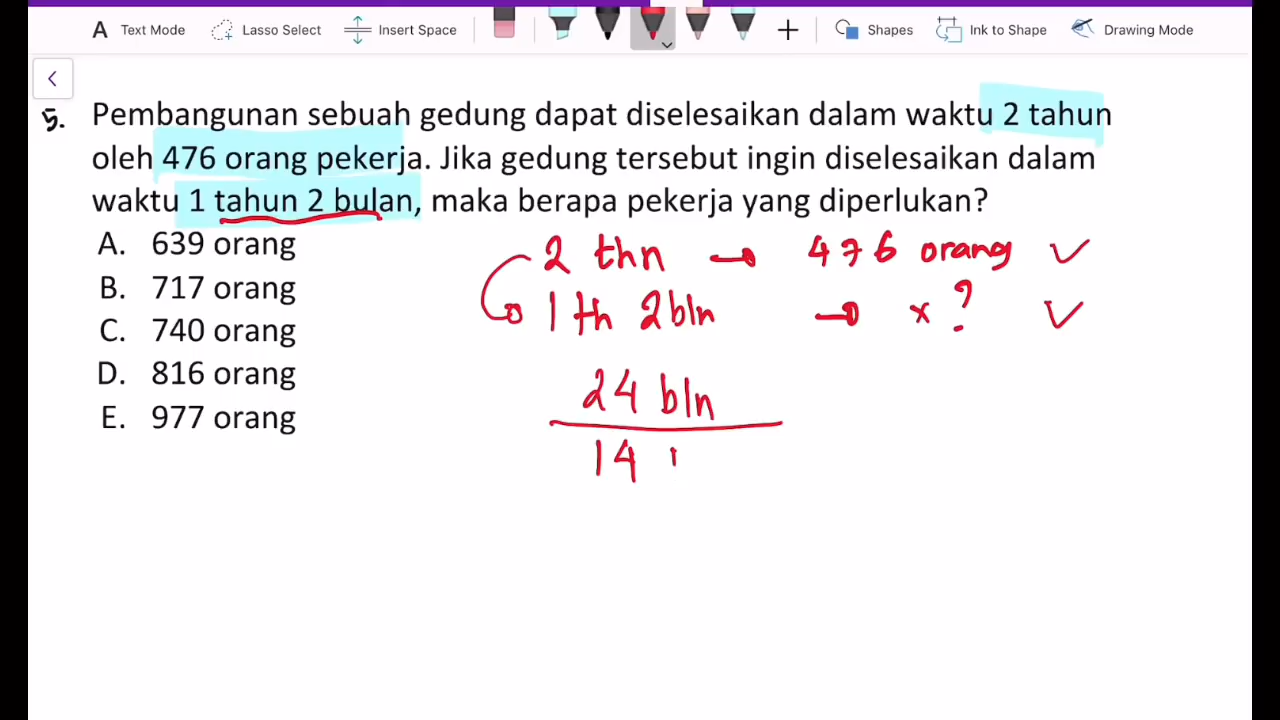 A Text Mode Lasso Select Insert Space Shapes Ink to Shape Drawing Mode
5. Pembangunan sebuah gedung dapat diselesaikan dalam waktu 2 tahun
oleh 476 orang pekerja. Jika gedung tersebut ingin diselesaikan dalam
waktu 1 tahun 2 bulan, maka berapa pekerja yang diperlukan?
A. 639 orang
B. 717 orang
C. 740 orang
D. 816 orang
E. 977 orang
2 thn → 476 orang ✓
1 th 2 bln → x ? ✓
24 bln
14